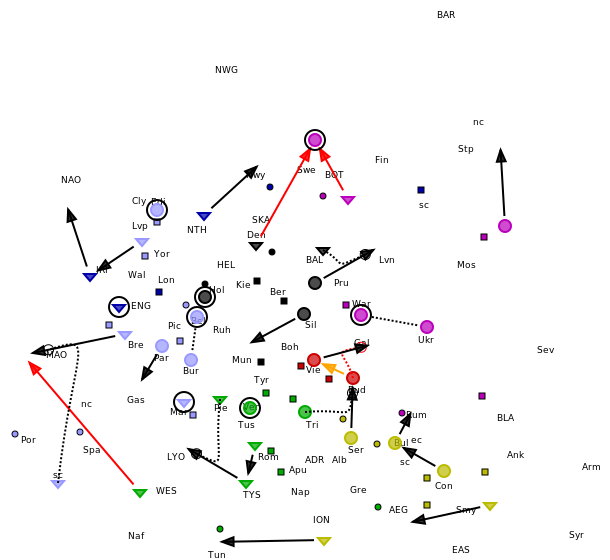 BAR
NWG
nc
Stp
Fin
Swe
BOT
NAO
sc
Cly
Edi
NTH
SKA
Den
Lvp
Yor
HEL
BAL
Lvn
Mos
IRI
Wal
Lon
Hol
Kie
Ber
Pru
War
ENG
Bel
Ruh
Sil
Ukr
Pic
Boh
Gal
Sev
MAO
Bre
Par
Bur
Mun
Vie
Tyr
Bud
Gas
nc
Mar
Pie
Ven
Tus
Tri
Rum
BLA
Por
Spa
Ser
Bul
ec
LYO
Rom
ADR
Alb
sc
Ank
Apu
Con
Arm
sc
WES
TYS
Nap
Gre
AEG
Smy
ION
Naf
Tun
EAS
Syr